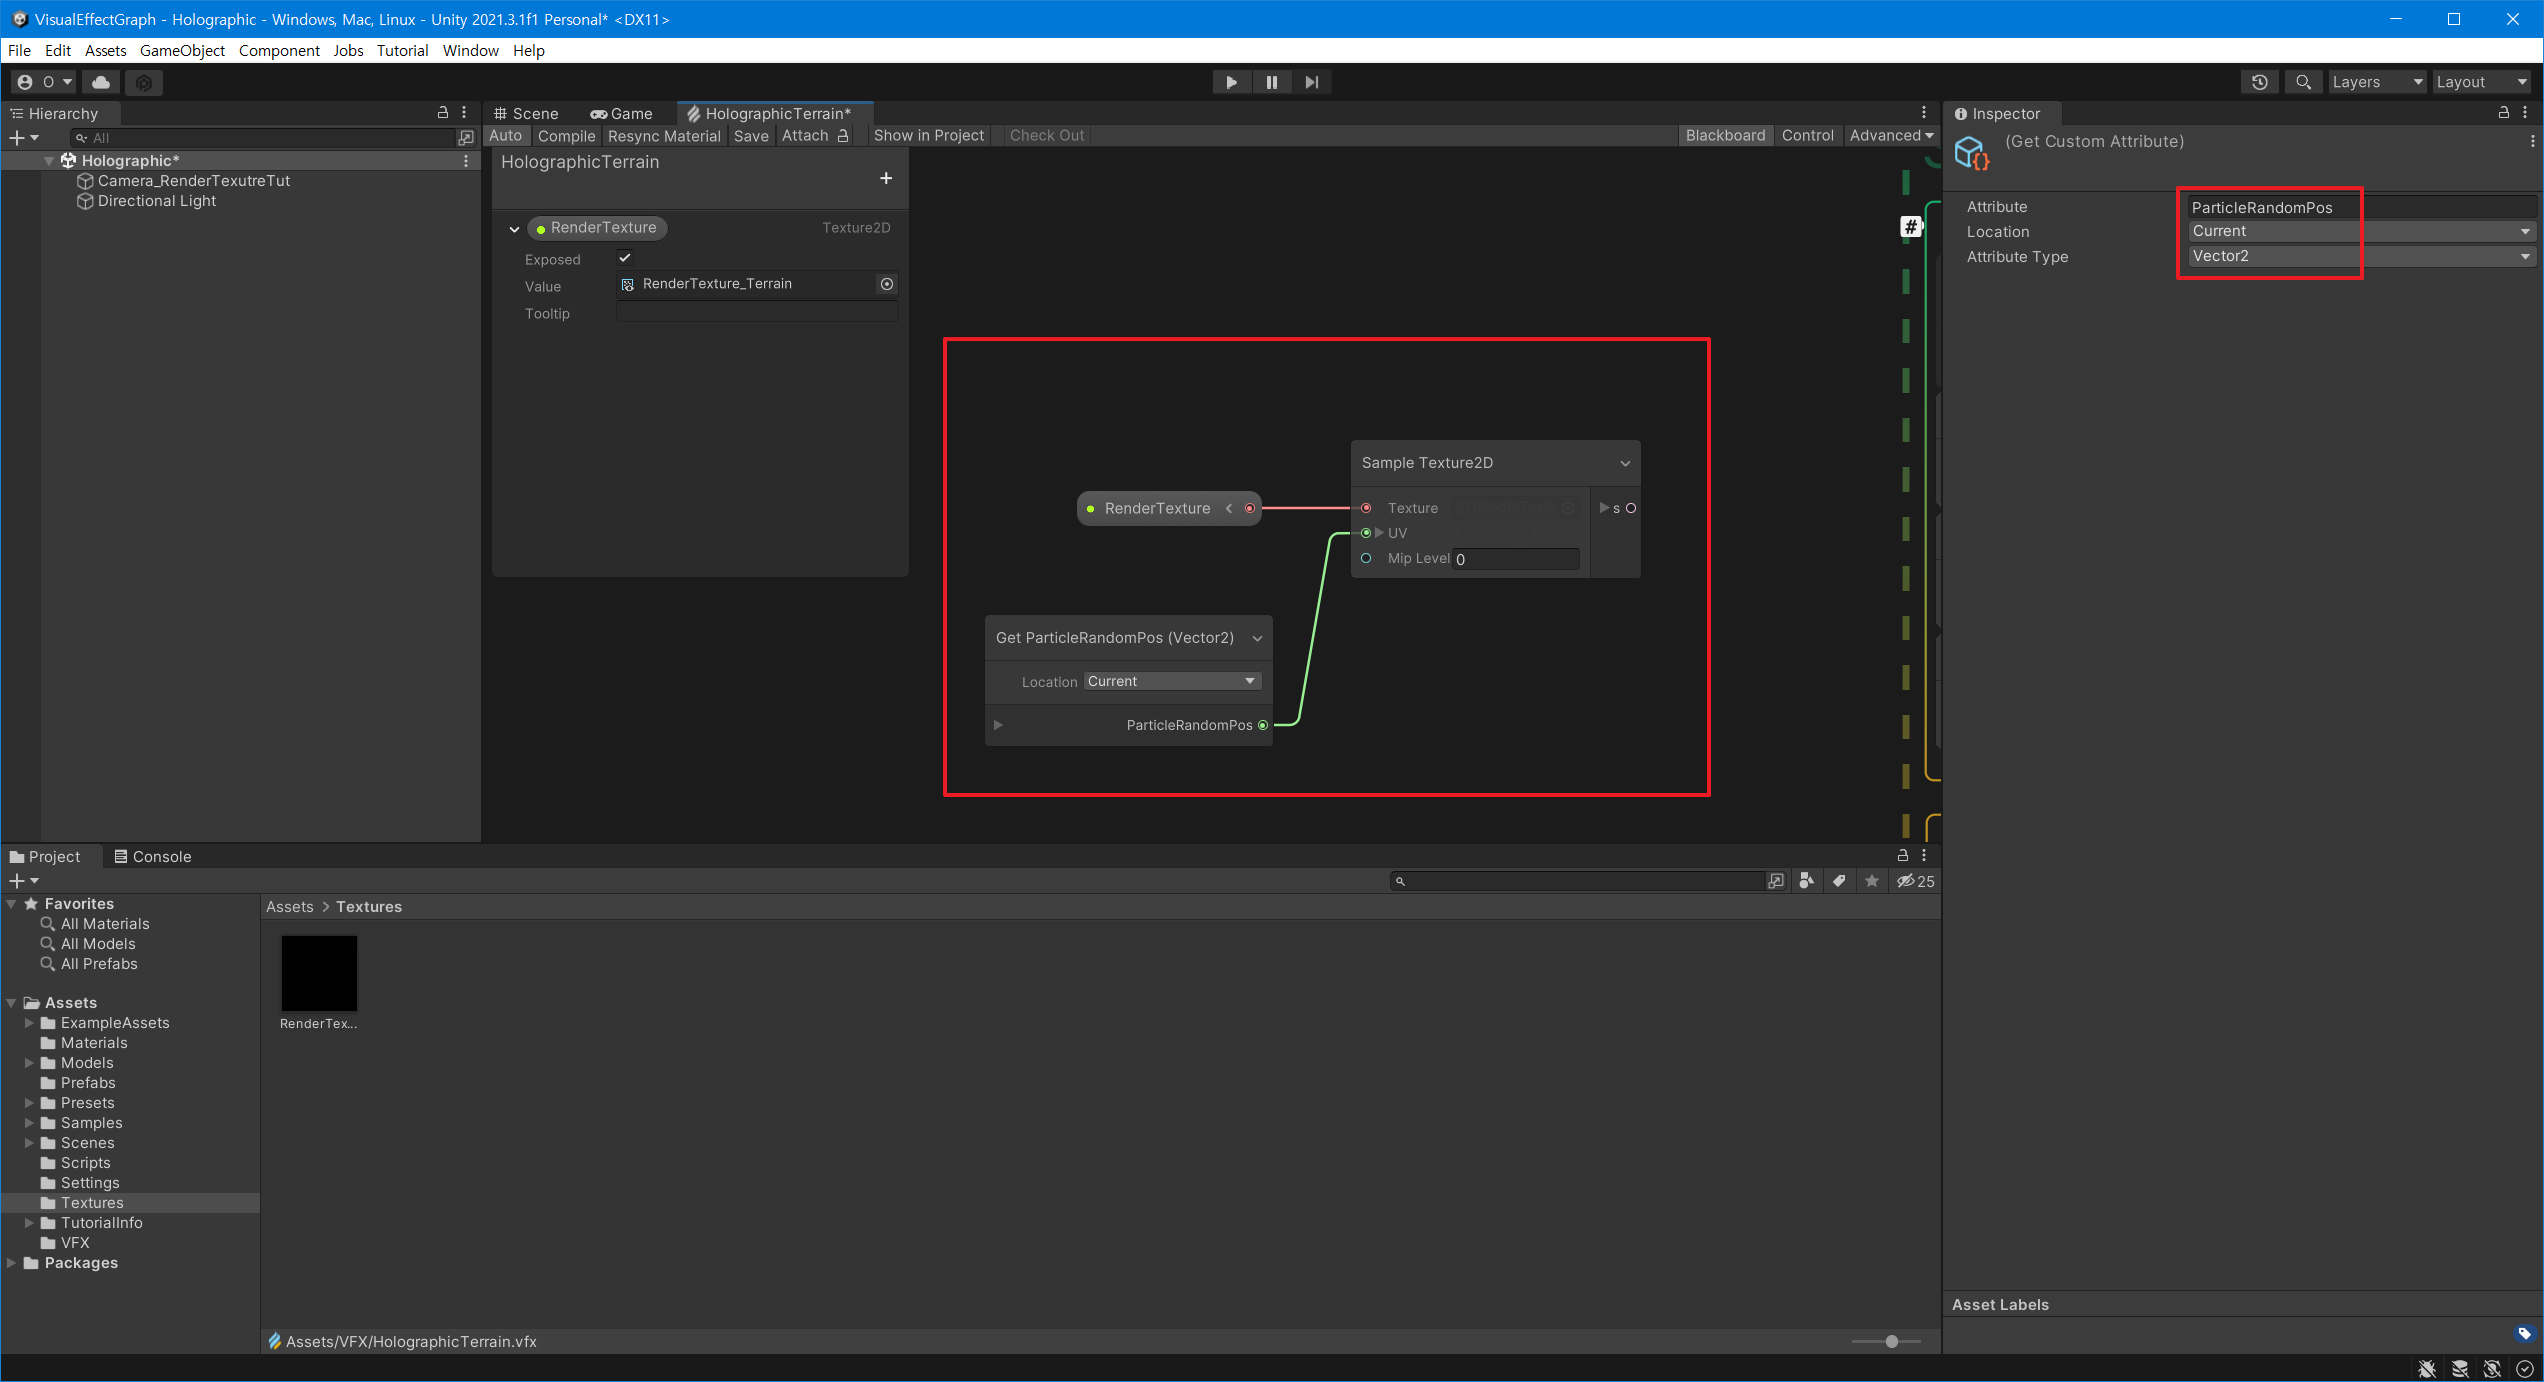 VisualEffectGraph - Holographic - Windows, Mac, Linux - Unity 2021.3.1f1 Personal* <DX11>
File Edit Assets GameObject Component Jobs Tutorial Window Help
O
Layers Layout
Hierarchy
All
Holographic*
Camera_RenderTexutreTut
Directional Light
Scene Game HolographicTerrain*
Auto Compile Resync Material Save Attach Show in Project Check Out Blackboard Control Advanced
HolographicTerrain
RenderTexture Texture2D
Exposed
Value RenderTexture_Terrain
Tooltip
Sample Texture2D
RenderTexture
Texture s
UV
Mip Level 0
Get ParticleRandomPos (Vector2)
Location Current
ParticleRandomPos
Inspector
(Get Custom Attribute)
Attribute ParticleRandomPos
Location Current
Attribute Type Vector2
Asset Labels
Project Console
25
Favorites
All Materials
All Models
All Prefabs
Assets
ExampleAssets
Materials
Models
Prefabs
Presets
Samples
Scenes
Scripts
Settings
Textures
TutorialInfo
VFX
Packages
Assets > Textures
RenderTex...
Assets/VFX/HolographicTerrain.vfx